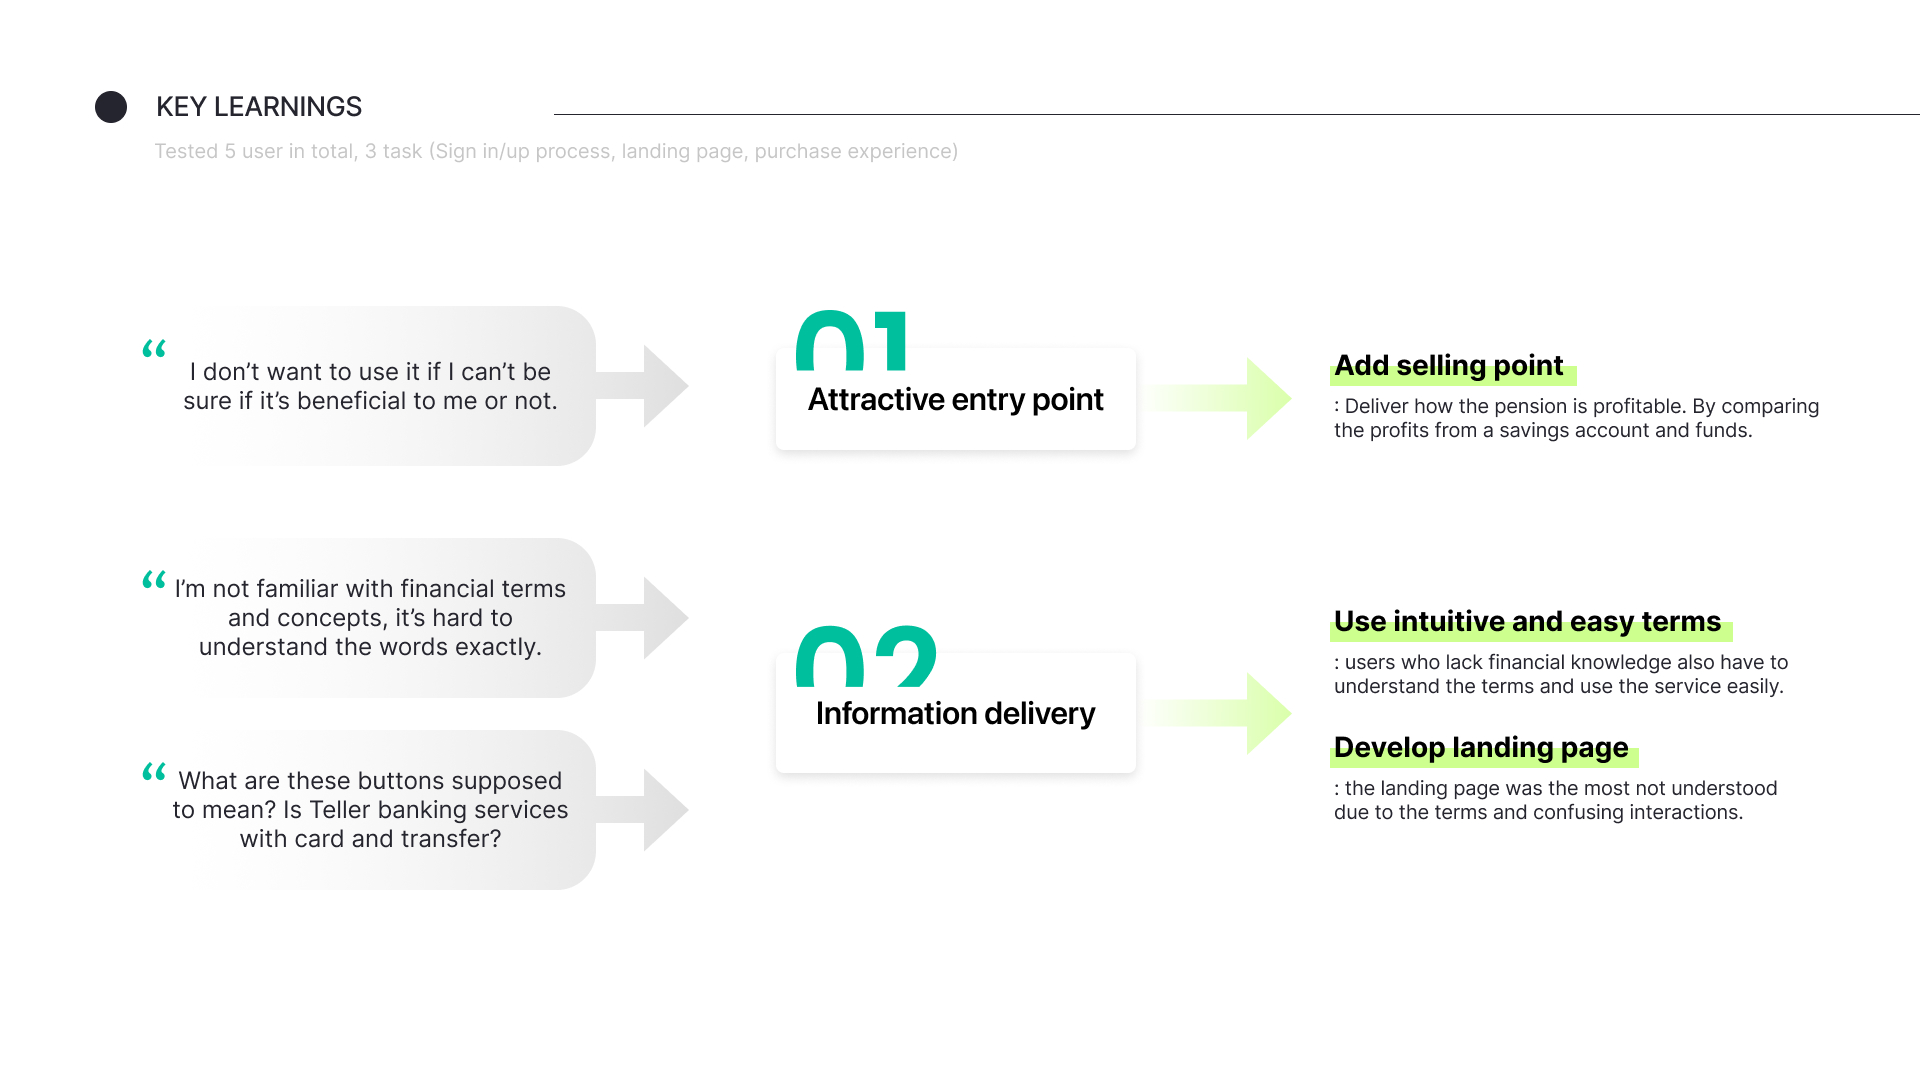 KEY LEARNINGS
Tested 5 user in total, 3 task (Sign in/up process, landing page, purchase experience)
“ I don’t want to use it if I can’t be
sure if it’s beneficial to me or not.
01
Attractive entry point
Add selling point
: Deliver how the pension is profitable. By comparing
the profits from a savings account and funds.
“ I’m not familiar with financial terms
and concepts, it’s hard to
understand the words exactly.
“ What are these buttons supposed
to mean? Is Teller banking services
with card and transfer?
02
Information delivery
Use intuitive and easy terms
: users who lack financial knowledge also have to
understand the terms and use the service easily.
Develop landing page
: the landing page was the most not understood
due to the terms and confusing interactions.